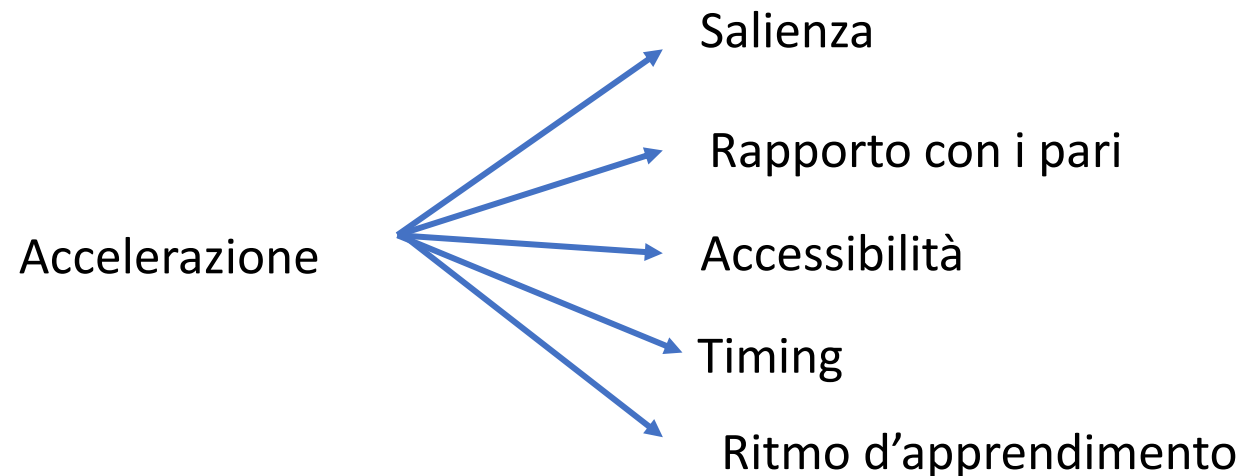 Salienza
Rapporto con i pari
Accelerazione
Accessibilità
Timing
Ritmo d’apprendimento